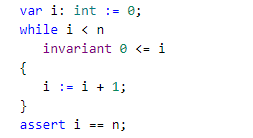 var i: int := 0;
while i < n
invariant 0 <= i
{
i := i + 1;
}
assert i == n;